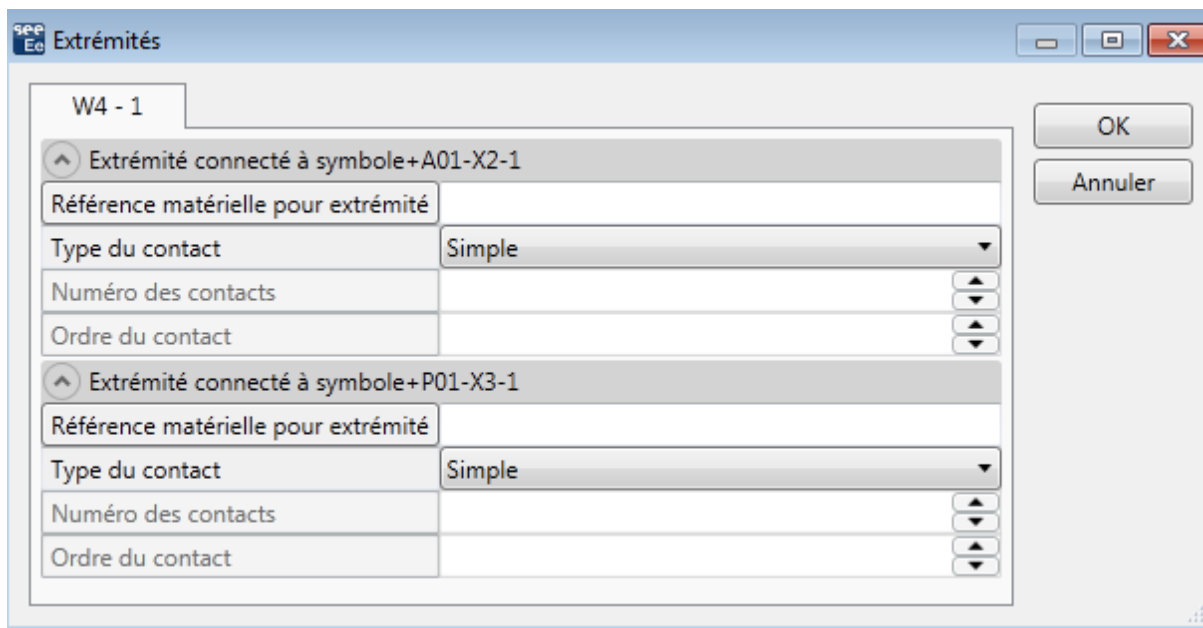 see Ee Extrémités
W4 - 1
OK
Annuler
Extrémité connecté à symbole+A01-X2-1
Référence matérielle pour extrémité
Type du contact Simple
Numéro des contacts
Ordre du contact
Extrémité connecté à symbole+P01-X3-1
Référence matérielle pour extrémité
Type du contact Simple
Numéro des contacts
Ordre du contact